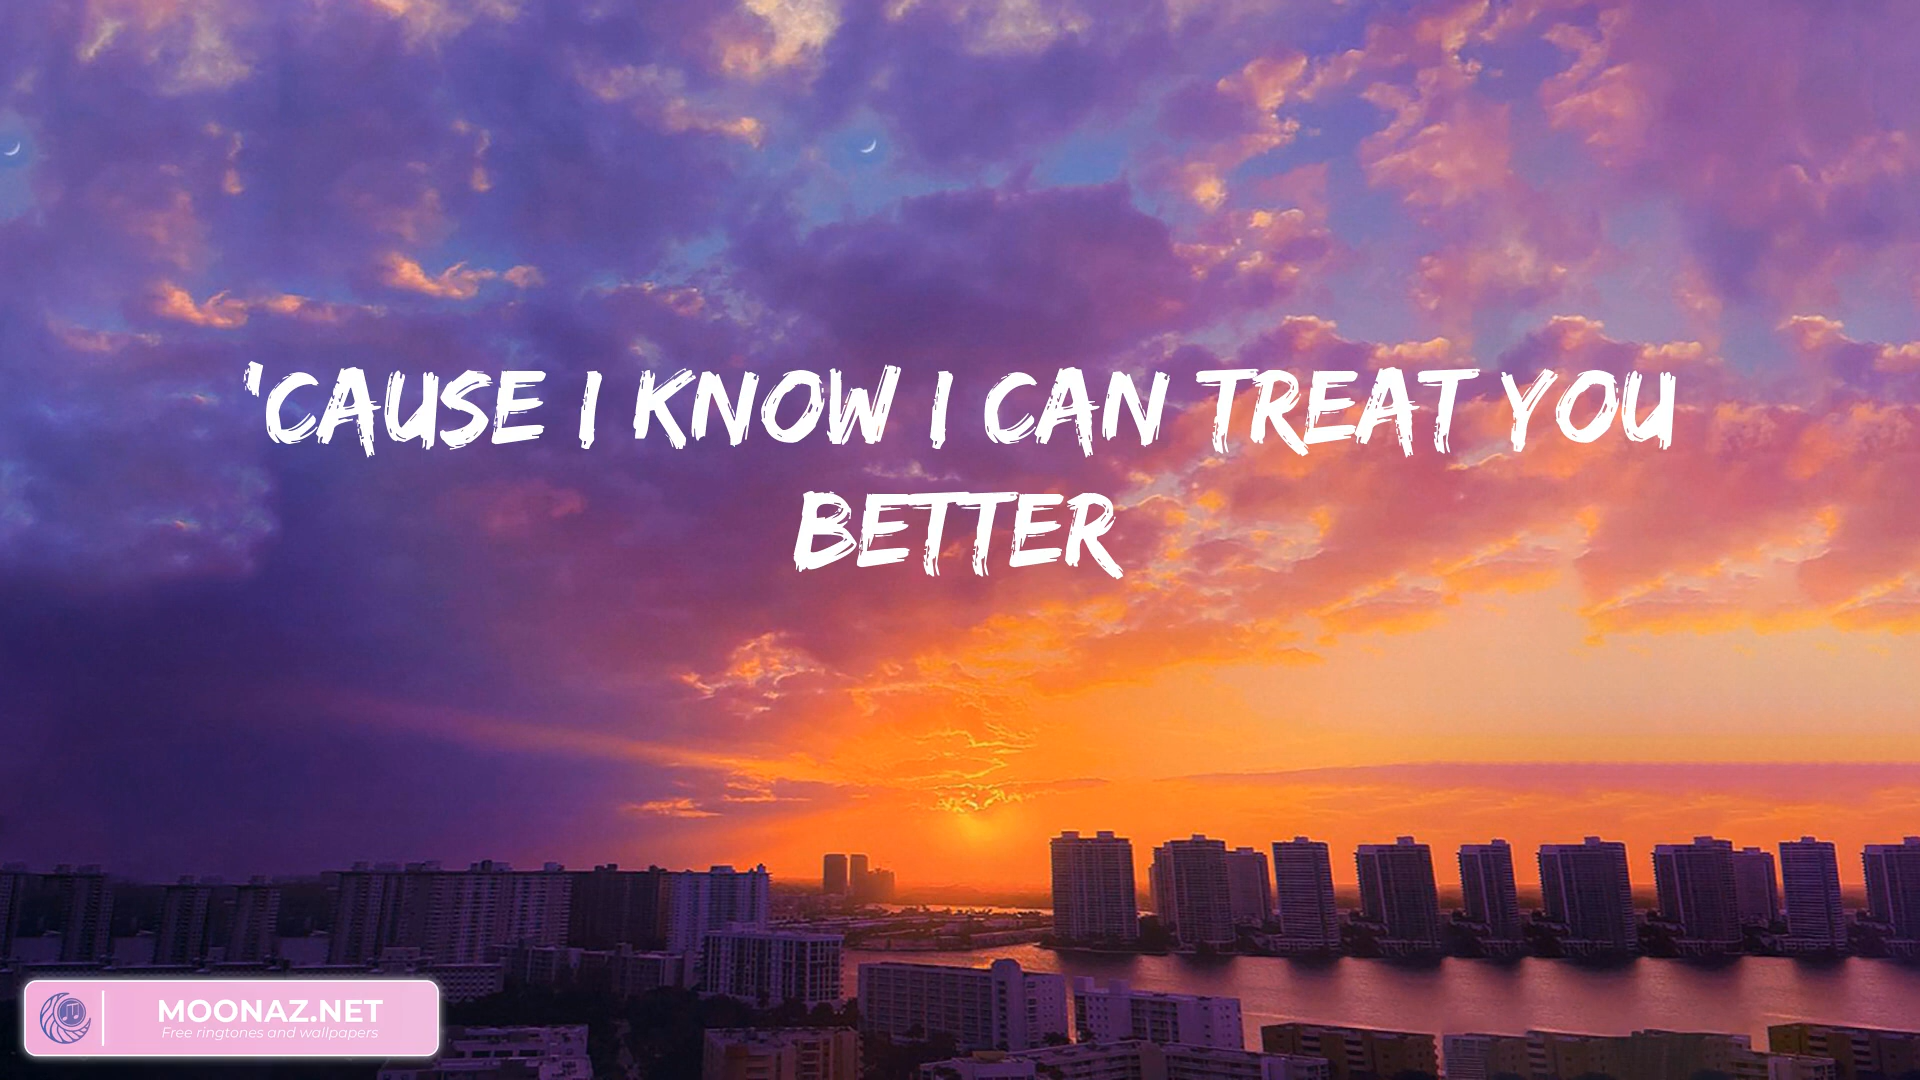 'CAUSE I KNOW I CAN TREAT YOU
BETTER
MOONAZ.NET
Free ringtones and wallpapers